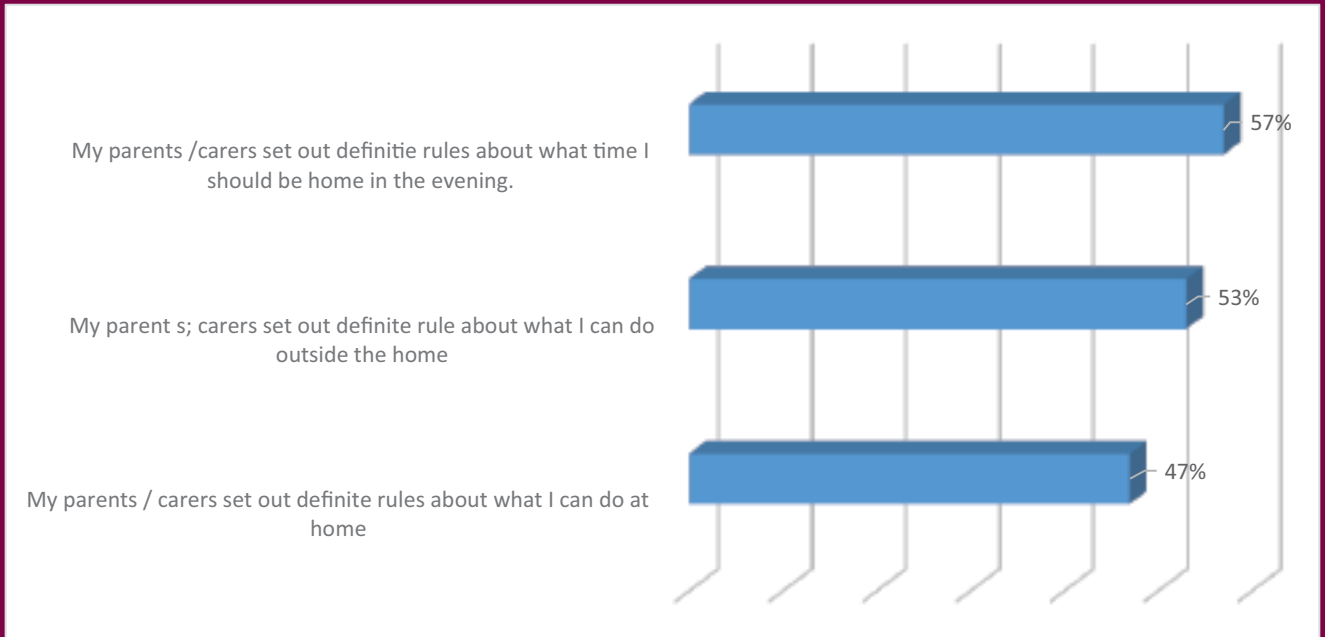 My parents /carers set out definite rules about what time I
should be home in the evening.
57%
My parent s; carers set out definite rule about what I can do
outside the home
53%
My parents / carers set out definite rules about what I can do at
home
47%